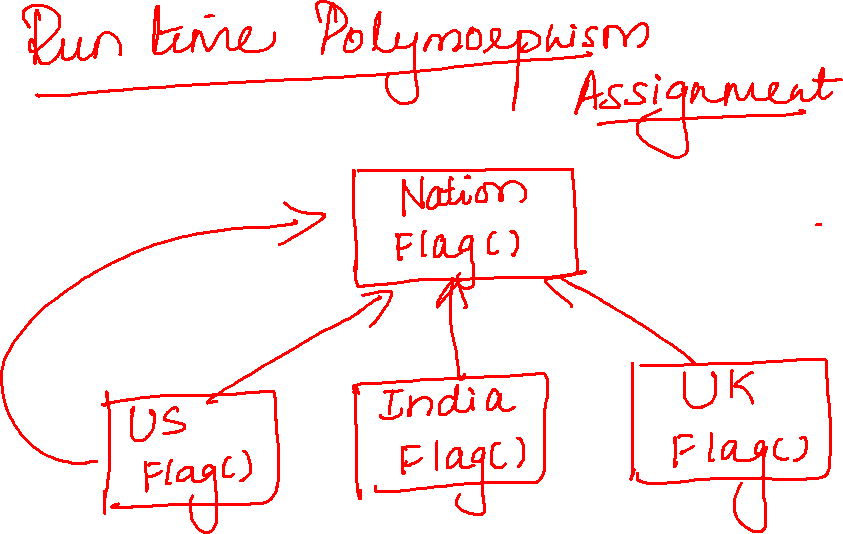 Run time Polymorphism
Assignment
Nation
Flag()
US
Flag()
India
Flag()
UK
Flag()